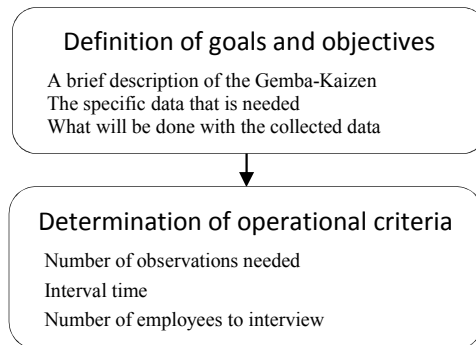 Definition of goals and objectives
A brief description of the Gemba-Kaizen
The specific data that is needed
What will be done with the collected data
Determination of operational criteria
Number of observations needed
Interval time
Number of employees to interview